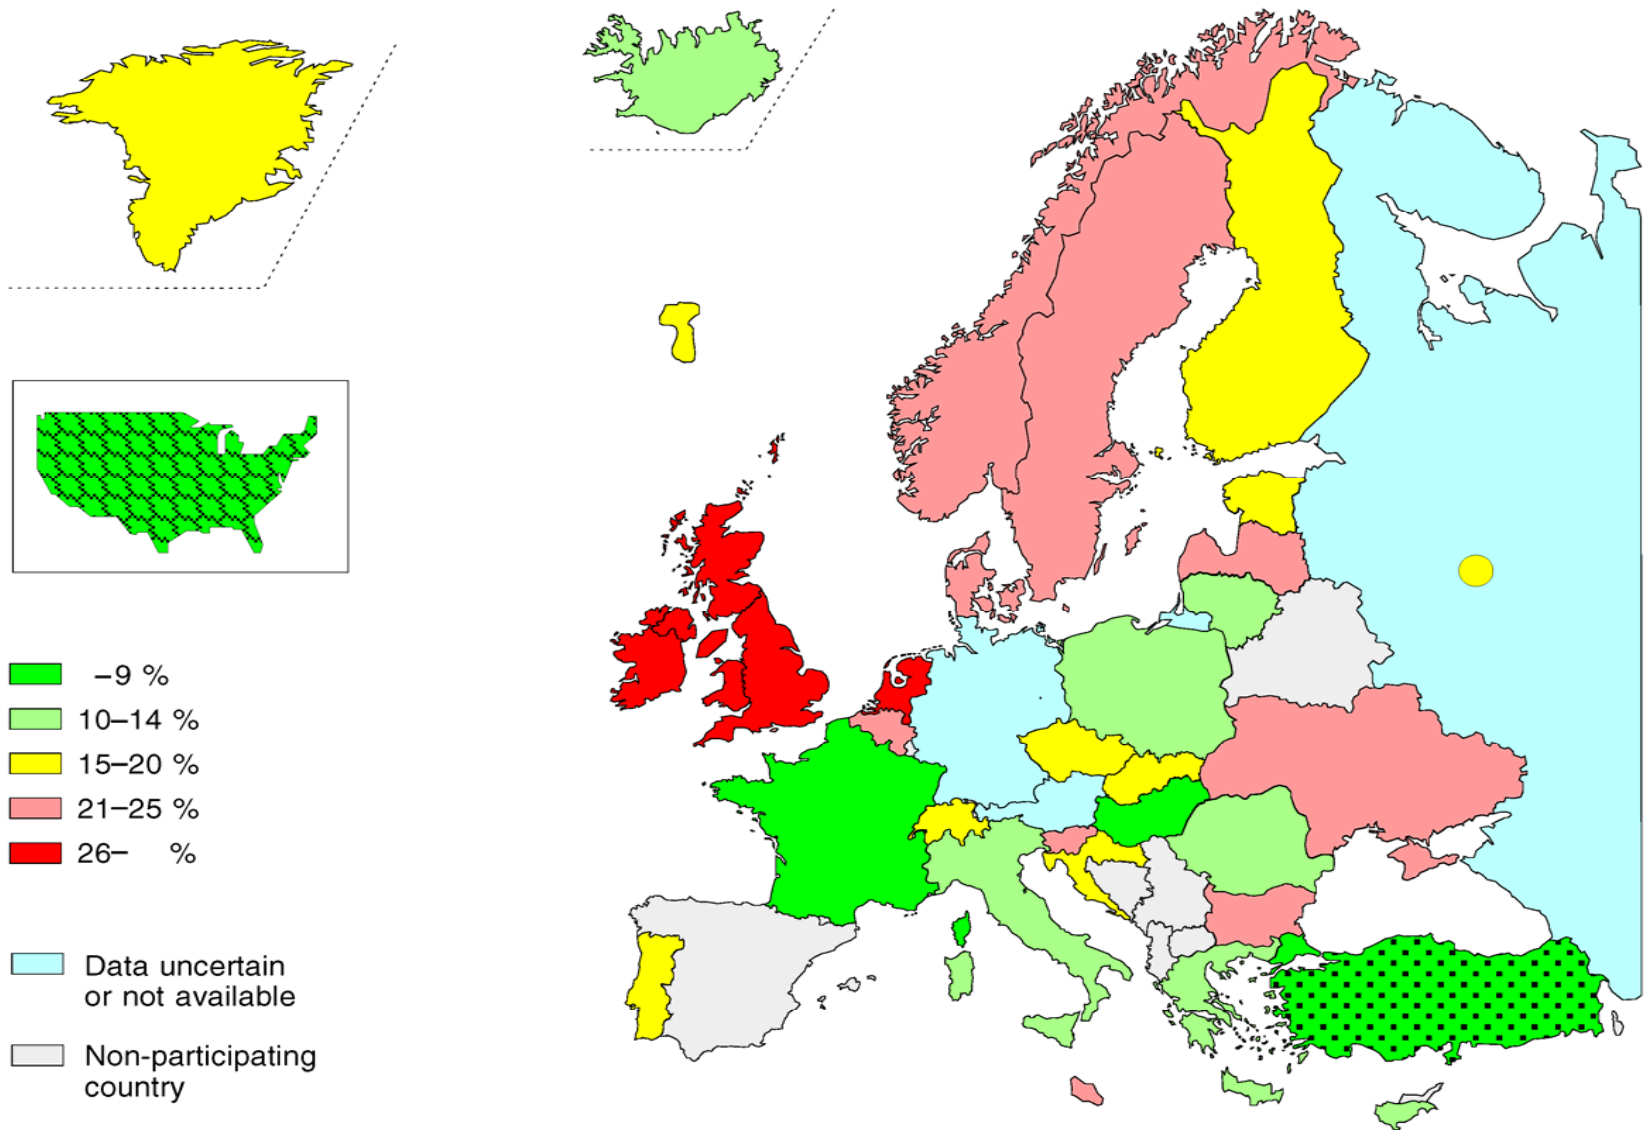 –9 %
10–14 %
15–20 %
21–25 %
26– %
Data uncertain
or not available
Non-participating
country